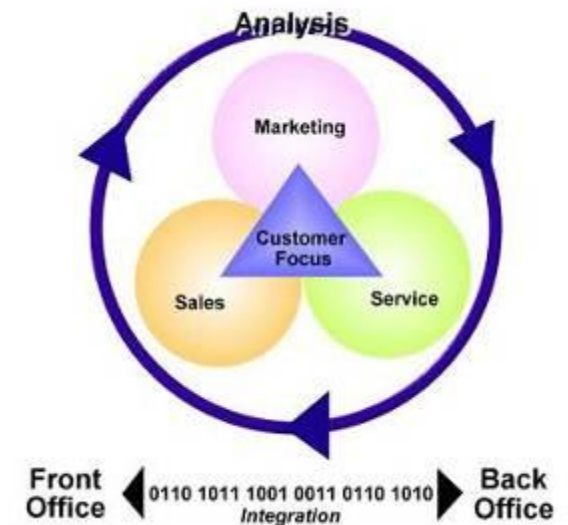 Analysis
Marketing
Customer
Focus
Sales
Service
Front
Office
0110 1011 1001 0011 0110 1010
Integration
Back
Office